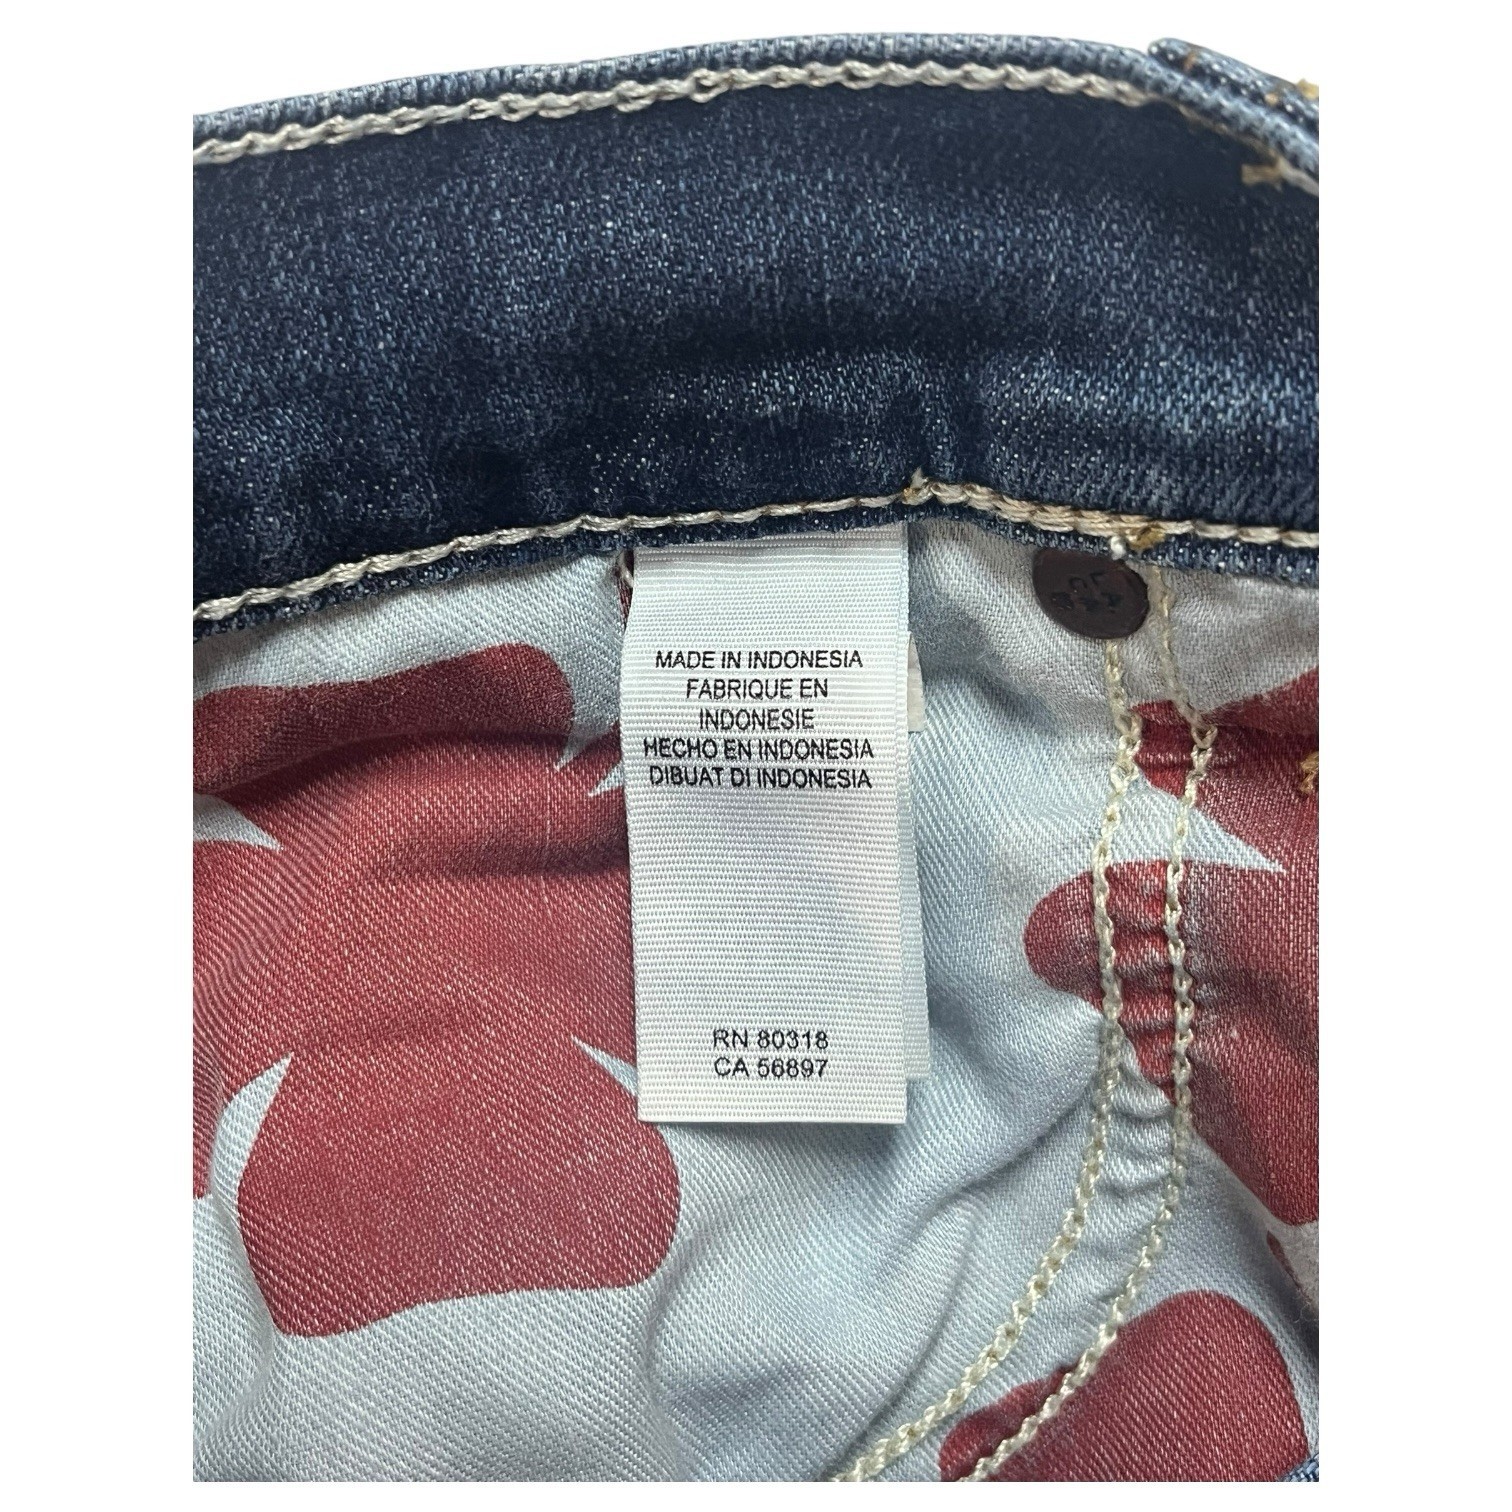 MADE IN INDONESIA
FABRIQUE EN
INDONESIE
HECHO EN INDONESIA
DIBUAT DI INDONESIA
RN 80318
CA 56897